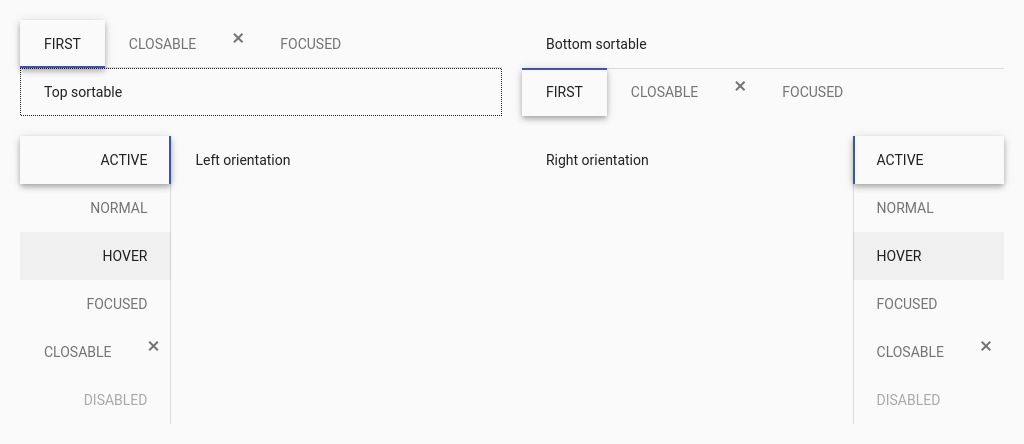 FIRST CLOSABLE FOCUSED
Top sortable
Bottom sortable
FIRST CLOSABLE FOCUSED
ACTIVE
NORMAL
HOVER
FOCUSED
CLOSABLE
DISABLED
Left orientation
Right orientation
ACTIVE
NORMAL
HOVER
FOCUSED
CLOSABLE
DISABLED